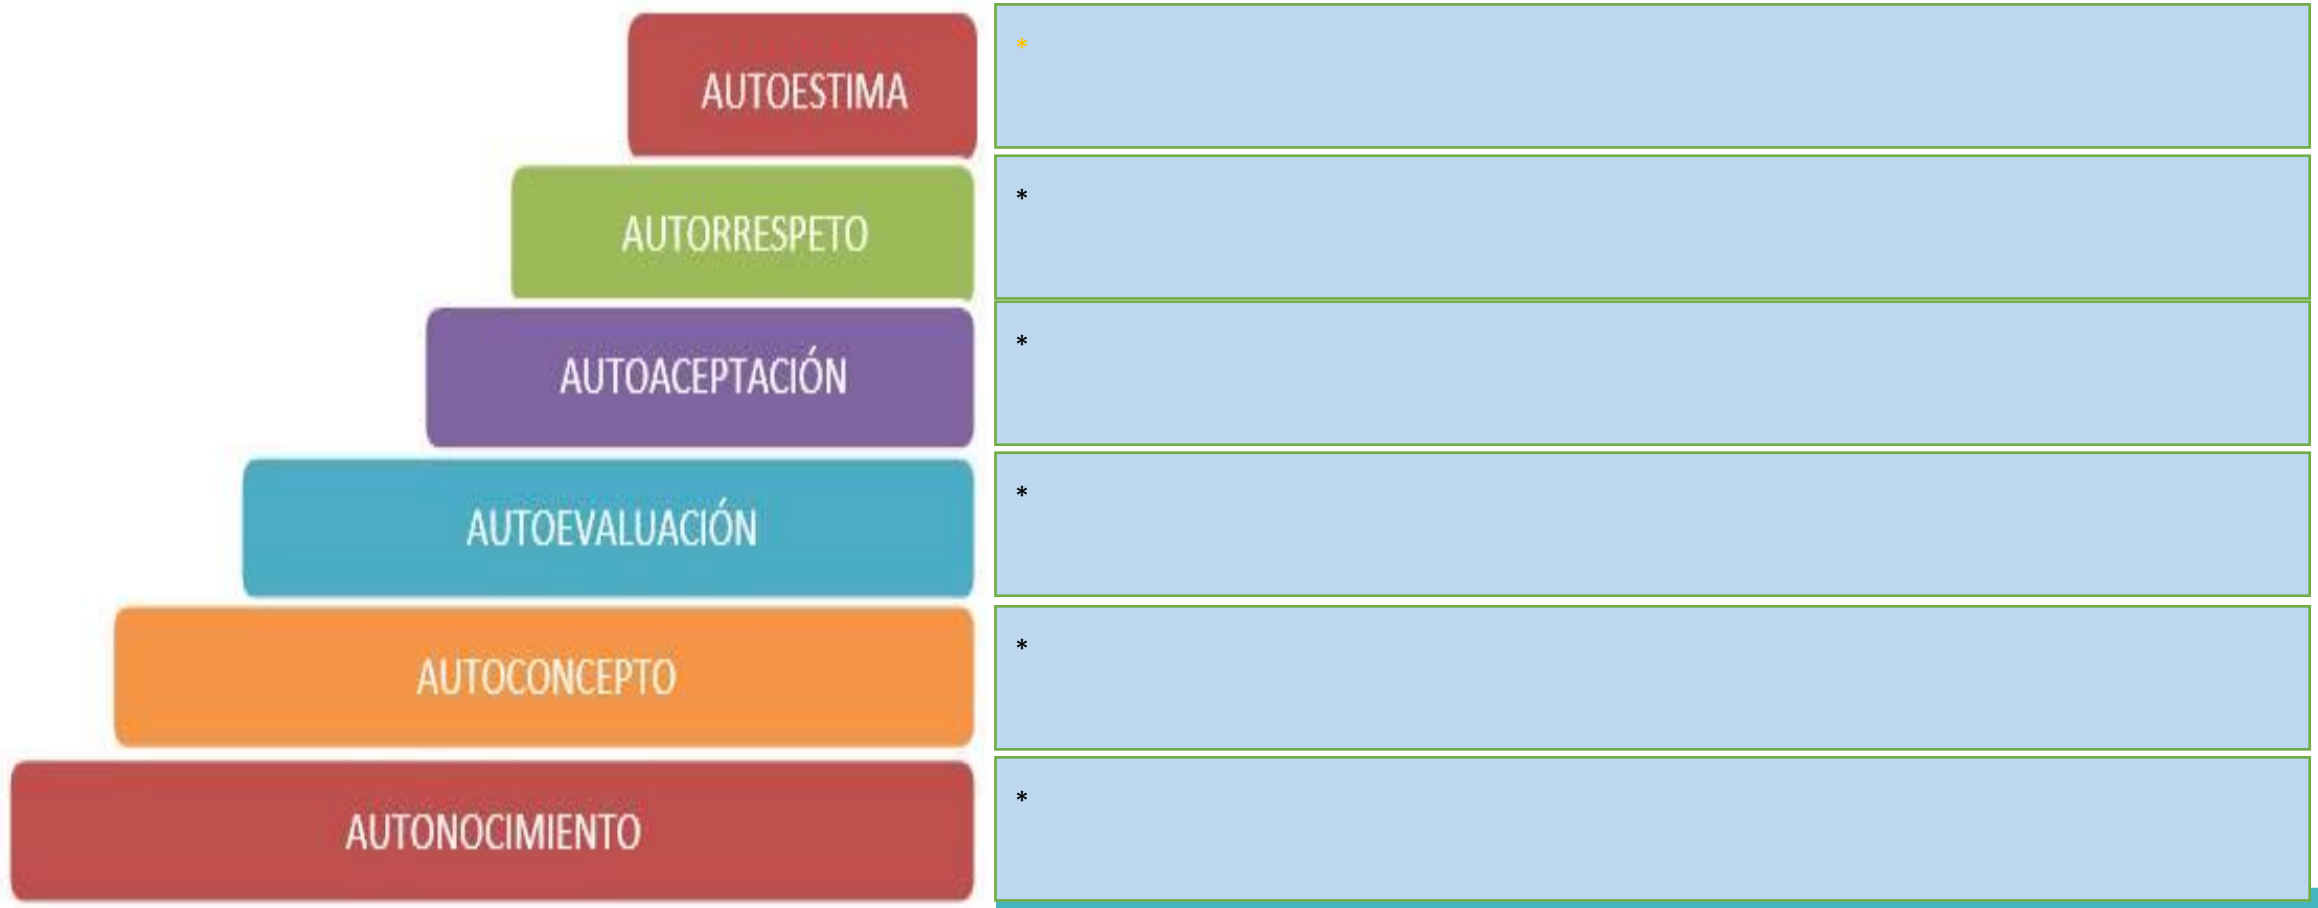 AUTOESTIMA
*
AUTORRESPETO
*
AUTOACEPTACIÓN
*
AUTOEVALUACIÓN
*
AUTOCONCEPTO
*
AUTONOCIMIENTO
*